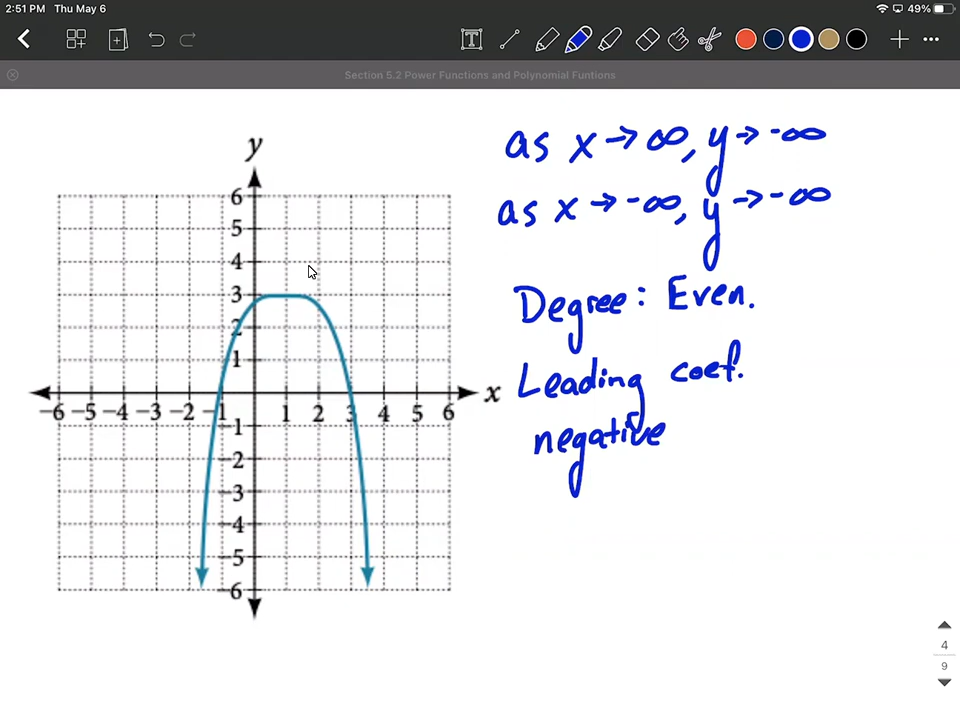 2:51 PM Thu May 6
49%
Section 5.2 Power Functions and Polynomial Funtions
as x → ∞, y → -∞
as x → -∞, y → -∞
Degree: Even.
Leading coef.
negative
y
6
5
4
3
2
1
-6 -5 -4 -3 -2 -1 1 2 3 4 5 6 x
-1
-2
-3
-4
-5
-6
4
9